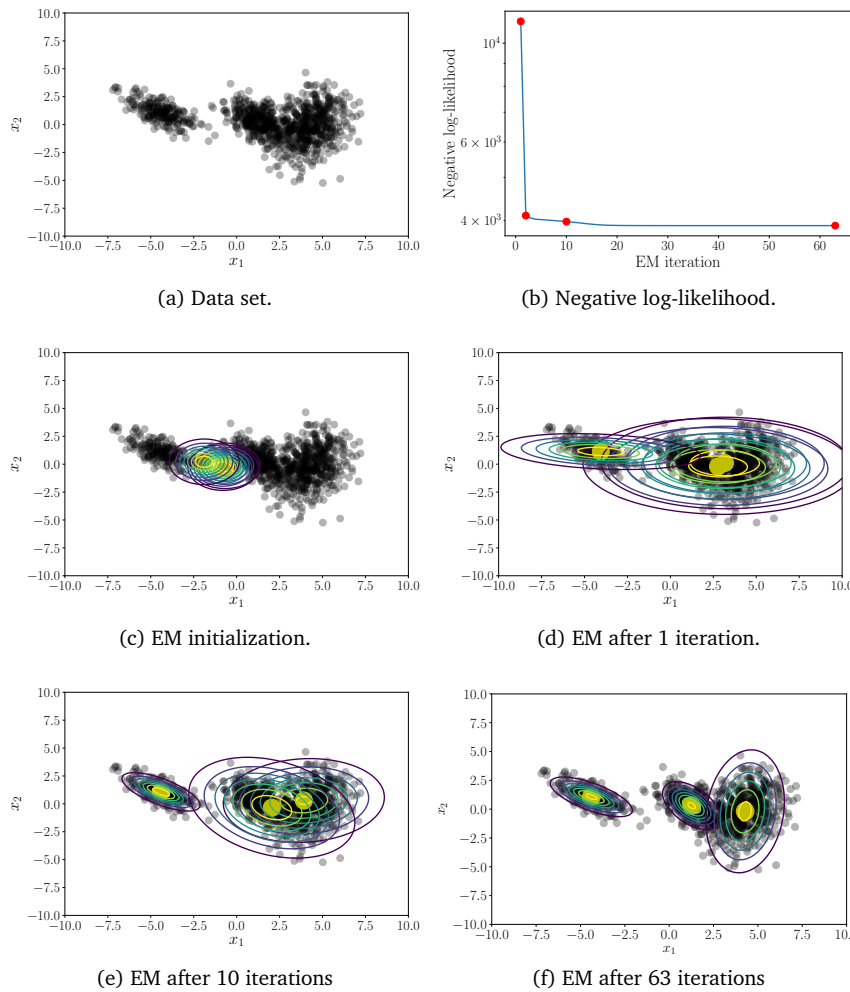 10.0
7.5
5.0
2.5
0.0
−2.5
−5.0
−7.5
−10.0
x₂
−10.0 −7.5 −5.0 −2.5 0.0 2.5 5.0 7.5 10.0
x₁
(a) Data set.
10⁴
6 × 10³
4 × 10³
Negative log-likelihood
0 10 20 30 40 50 60
EM iteration
(b) Negative log-likelihood.
10.0
7.5
5.0
2.5
0.0
−2.5
−5.0
−7.5
−10.0
x₂
−10.0 −7.5 −5.0 −2.5 0.0 2.5 5.0 7.5 10.0
x₁
(c) EM initialization.
10.0
7.5
5.0
2.5
0.0
−2.5
−5.0
−7.5
−10.0
x₂
−10.0 −7.5 −5.0 −2.5 0.0 2.5 5.0 7.5 10.0
x₁
(d) EM after 1 iteration.
10.0
7.5
5.0
2.5
0.0
−2.5
−5.0
−7.5
−10.0
x₂
−10.0 −7.5 −5.0 −2.5 0.0 2.5 5.0 7.5 10.0
x₁
(e) EM after 10 iterations
10.0
7.5
5.0
2.5
0.0
−2.5
−5.0
−7.5
−10.0
x₂
−10.0 −7.5 −5.0 −2.5 0.0 2.5 5.0 7.5 10.0
x₁
(f) EM after 63 iterations